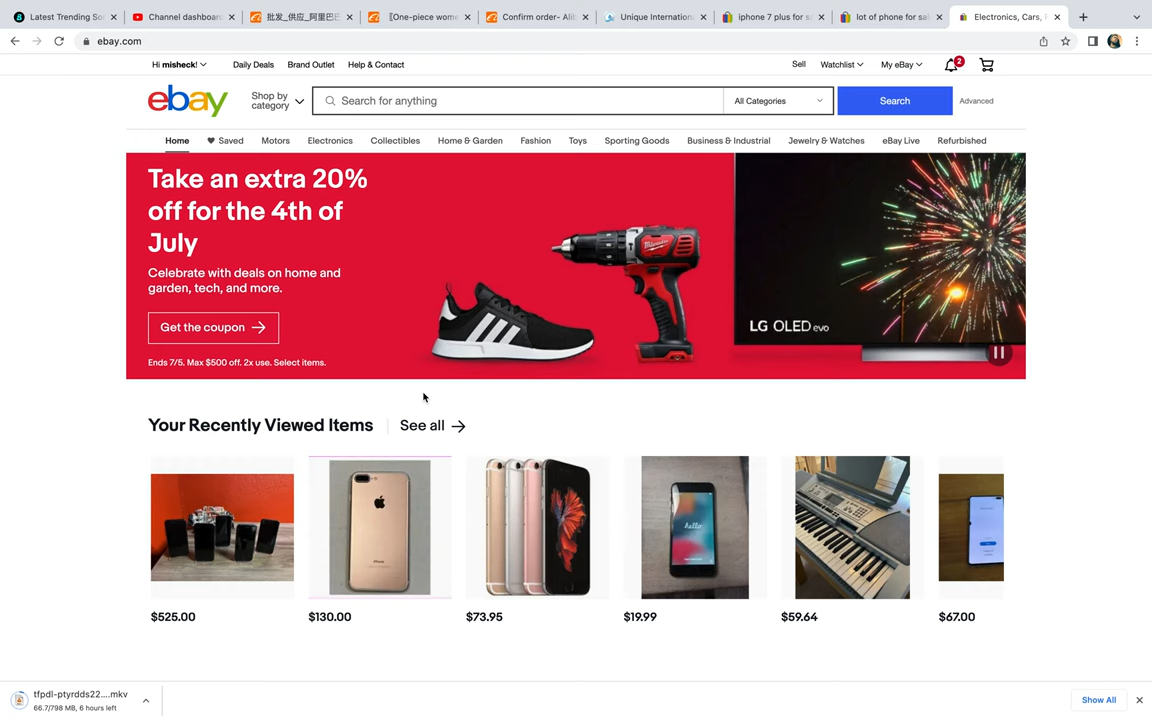 Latest Trending So
Channel dashboar
批发_供应_阿里巴巴
【One-piece wome
Confirm order- Ali
Unique Internationa
iphone 7 plus for s
lot of phone for sa
Electronics, Cars,
ebay.com
Hi misheck!
Daily Deals
Brand Outlet
Help & Contact
Sell
Watchlist
My eBay
2
ebay
Shop by
category
Search for anything
All Categories
Search
Advanced
Home
Saved
Motors
Electronics
Collectibles
Home & Garden
Fashion
Toys
Sporting Goods
Business & Industrial
Jewelry & Watches
eBay Live
Refurbished
Take an extra 20%
off for the 4th of
July
Celebrate with deals on home and
garden, tech, and more.
Get the coupon
Ends 7/5. Max $500 off. 2x use. Select items.
Milwaukee
LG OLED evo
Your Recently Viewed Items
See all
iPhone
hello
$525.00
$130.00
$73.95
$19.99
$59.64
$67.00
tfpdl-ptyrdds22....mkv
66.7/798 MB, 6 hours left
Show All